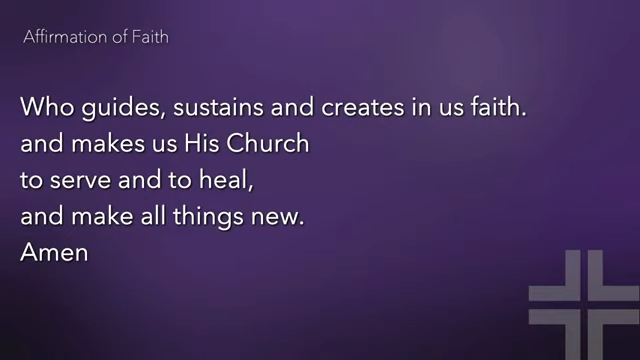 Affirmation of Faith
Who guides, sustains and creates in us faith.
and makes us His Church
to serve and to heal,
and make all things new.
Amen